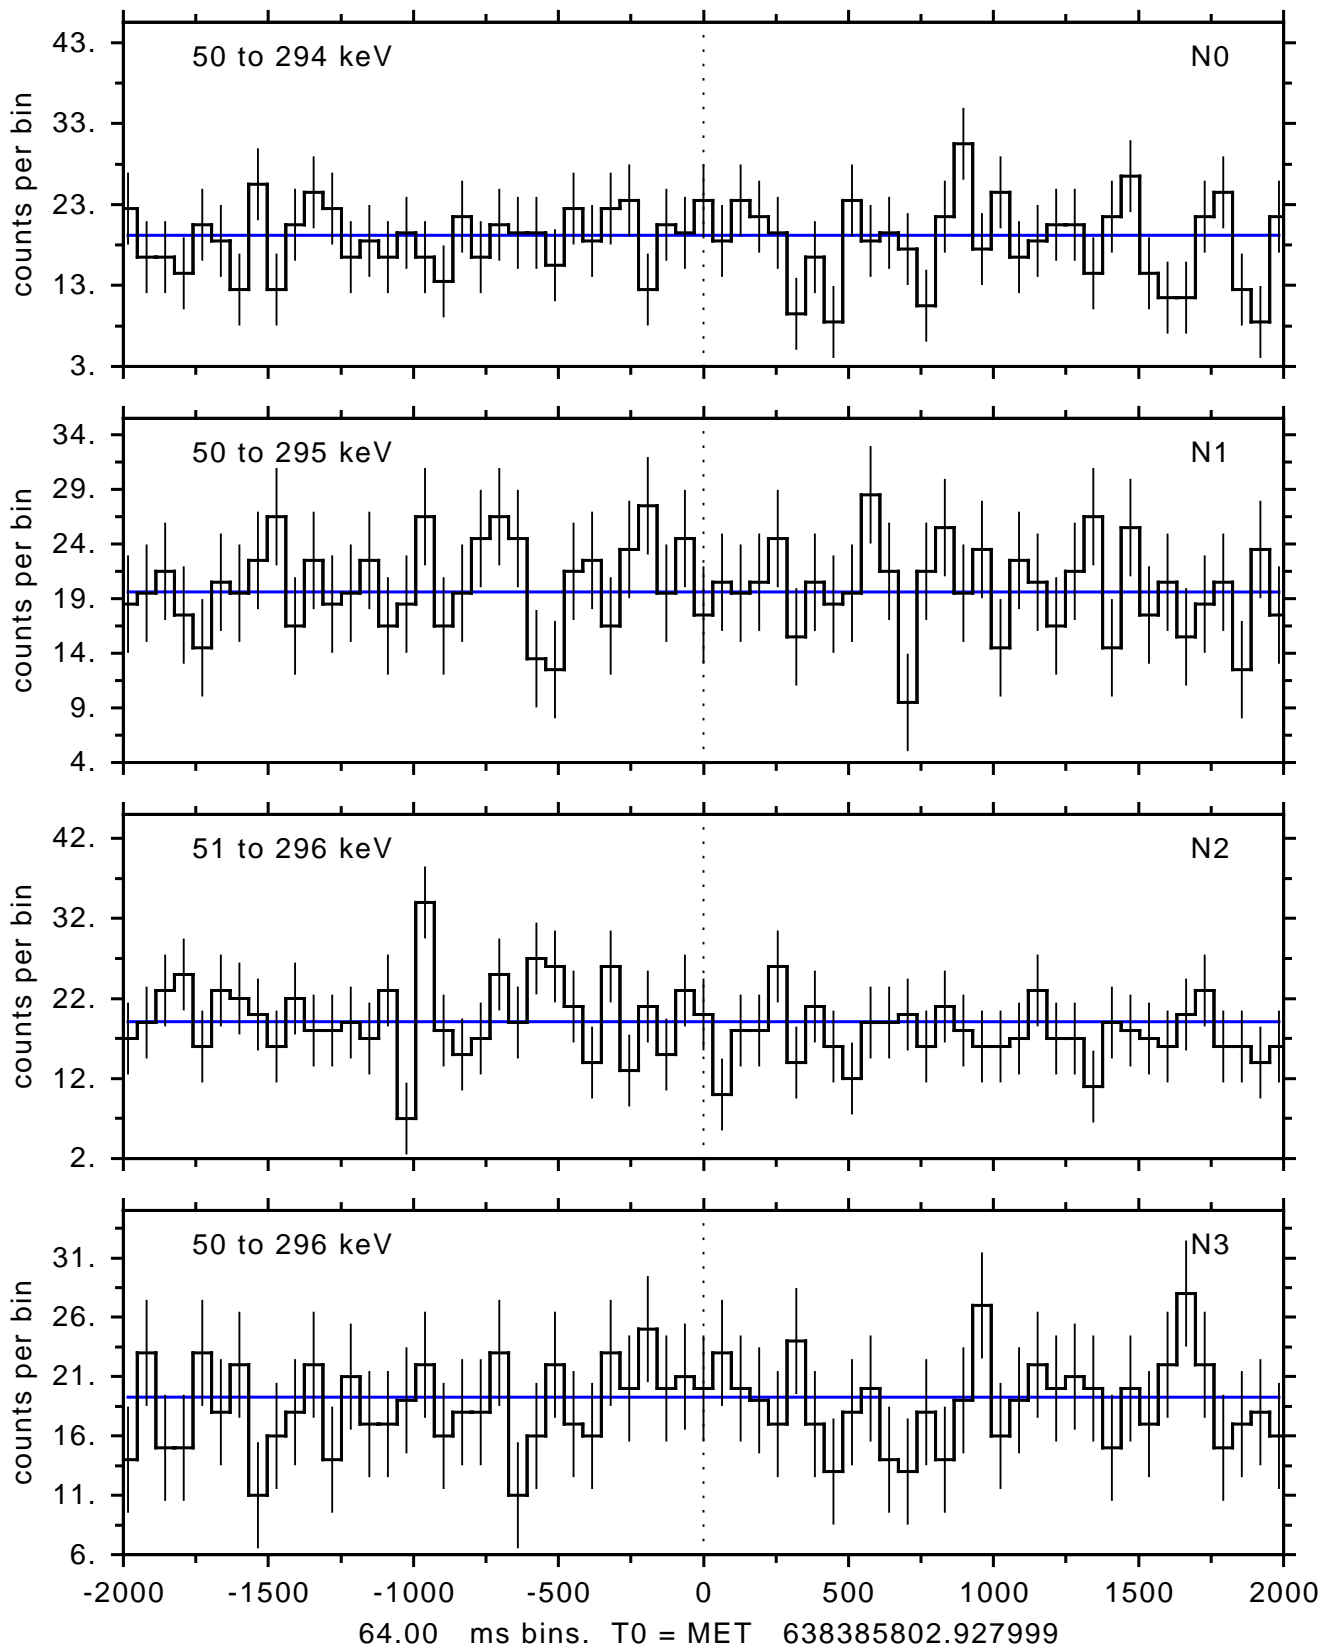 50 to 294 keV N0
43.
33.
23.
13.
3.
counts per bin
50 to 295 keV N1
34.
29.
24.
19.
14.
9.
4.
counts per bin
51 to 296 keV N2
42.
32.
22.
12.
2.
counts per bin
50 to 296 keV N3
31.
26.
21.
16.
11.
6.
counts per bin
-2000 -1500 -1000 -500 0 500 1000 1500 2000
64.00 ms bins. T0 = MET 638385802.927999